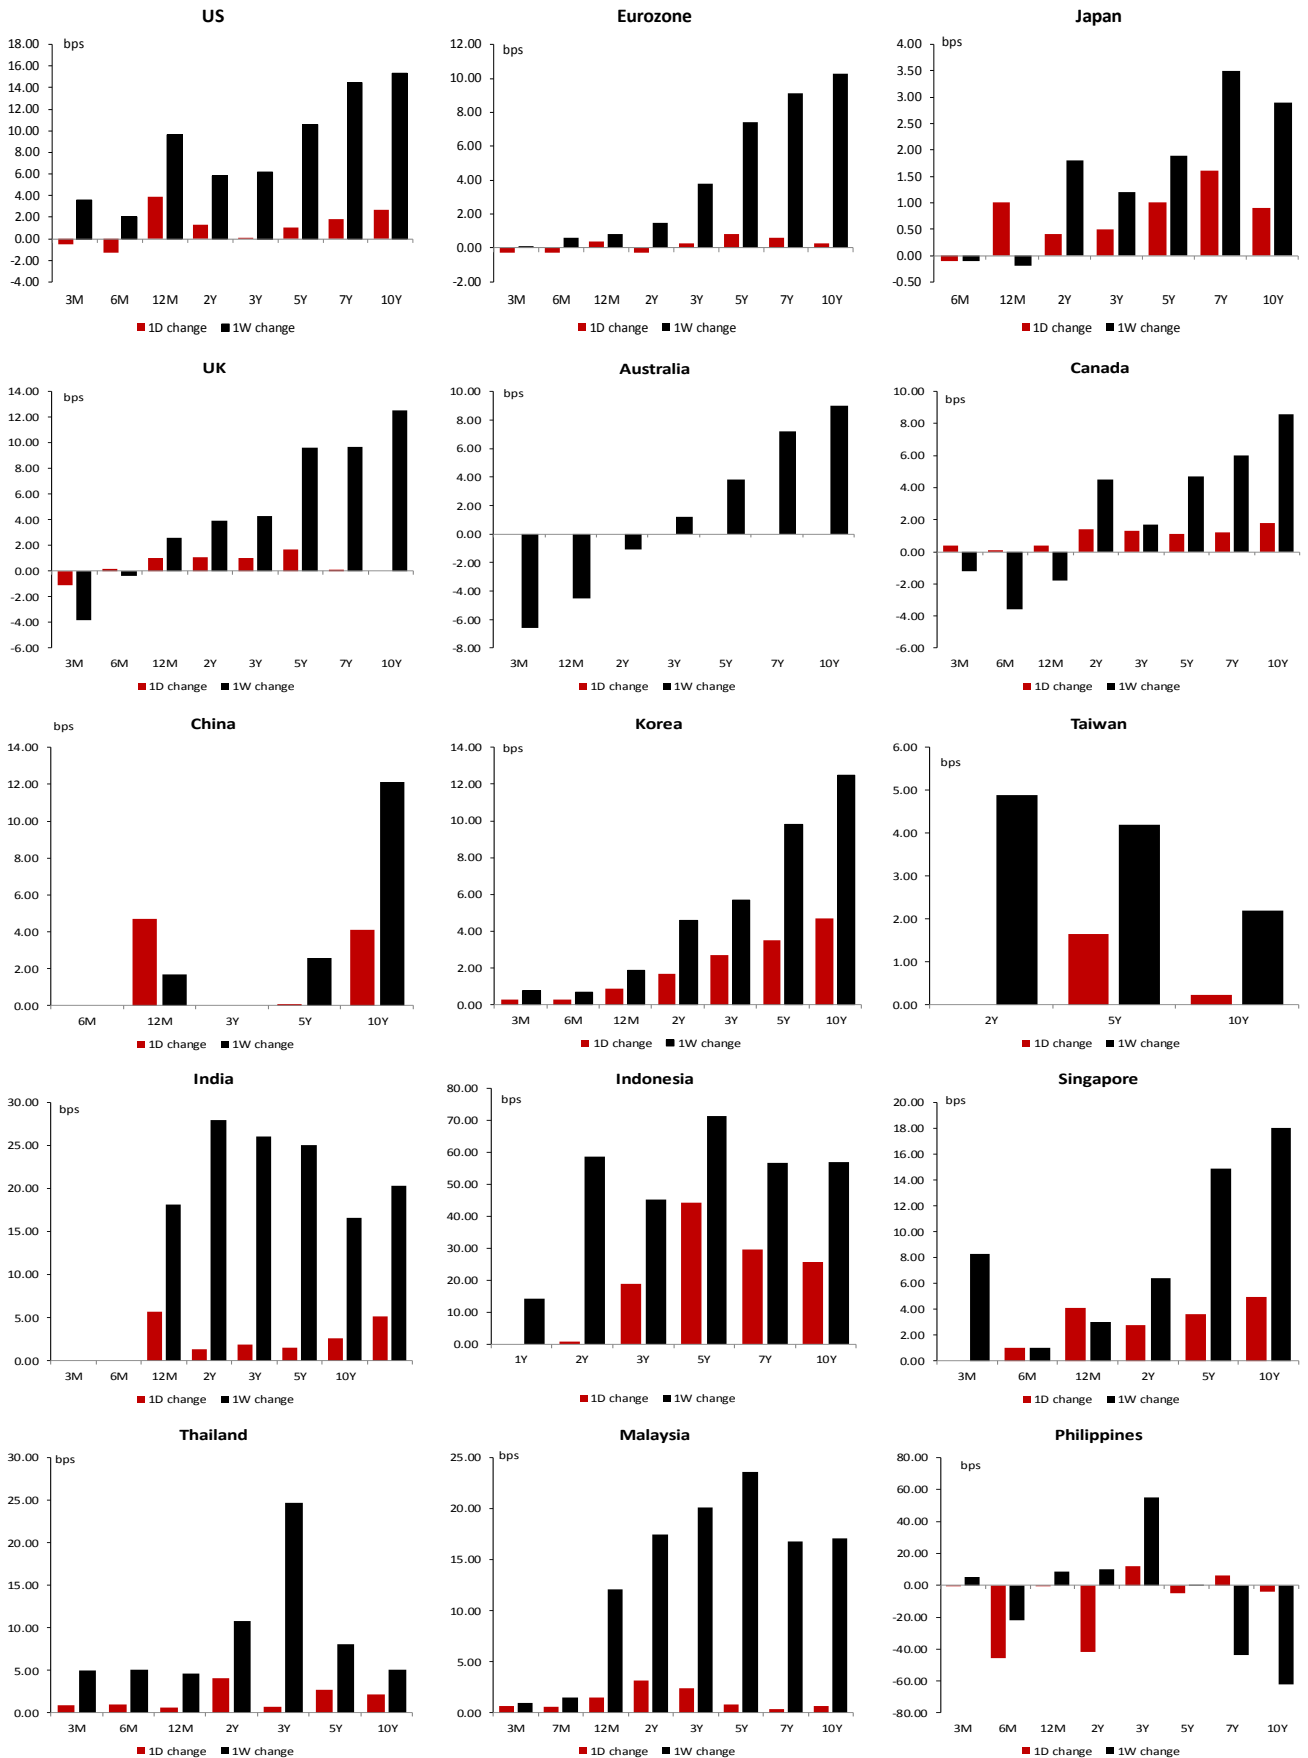 US
bps
18.00
16.00
14.00
12.00
10.00
8.00
6.00
4.00
2.00
0.00
-2.00
-4.00
3M 6M 12M 2Y 3Y 5Y 7Y 10Y
1D change 1W change
Eurozone
bps
12.00
10.00
8.00
6.00
4.00
2.00
0.00
-2.00
3M 6M 12M 2Y 3Y 5Y 7Y 10Y
1D change 1W change
Japan
bps
4.00
3.50
3.00
2.50
2.00
1.50
1.00
0.50
0.00
-0.50
6M 12M 2Y 3Y 5Y 7Y 10Y
1D change 1W change
UK
bps
14.00
12.00
10.00
8.00
6.00
4.00
2.00
0.00
-2.00
-4.00
-6.00
3M 6M 12M 2Y 3Y 5Y 7Y 10Y
1D change 1W change
Australia
bps
10.00
8.00
6.00
4.00
2.00
0.00
-2.00
-4.00
-6.00
-8.00
3M 12M 2Y 3Y 5Y 7Y 10Y
1D change 1W change
Canada
bps
10.00
8.00
6.00
4.00
2.00
0.00
-2.00
-4.00
-6.00
3M 6M 12M 2Y 3Y 5Y 7Y 10Y
1D change 1W change
China
bps
14.00
12.00
10.00
8.00
6.00
4.00
2.00
0.00
6M 12M 3Y 5Y 10Y
1D change 1W change
Korea
bps
14.00
12.00
10.00
8.00
6.00
4.00
2.00
0.00
3M 6M 12M 2Y 3Y 5Y 10Y
1D change 1W change
Taiwan
bps
6.00
5.00
4.00
3.00
2.00
1.00
0.00
2Y 5Y 10Y
1D change 1W change
India
bps
30.00
25.00
20.00
15.00
10.00
5.00
0.00
3M 6M 12M 2Y 3Y 5Y 10Y
1D change 1W change
Indonesia
bps
80.00
70.00
60.00
50.00
40.00
30.00
20.00
10.00
0.00
1Y 2Y 3Y 5Y 7Y 10Y
1D change 1W change
Singapore
bps
20.00
18.00
16.00
14.00
12.00
10.00
8.00
6.00
4.00
2.00
0.00
3M 6M 12M 2Y 5Y 10Y
1D change 1W change
Thailand
bps
30.00
25.00
20.00
15.00
10.00
5.00
0.00
3M 6M 12M 2Y 3Y 5Y 10Y
1D change 1W change
Malaysia
bps
25.00
20.00
15.00
10.00
5.00
0.00
3M 7M 12M 2Y 3Y 5Y 7Y 10Y
1D change 1W change
Philippines
bps
80.00
60.00
40.00
20.00
0.00
-20.00
-40.00
-60.00
-80.00
3M 6M 12M 2Y 3Y 5Y 7Y 10Y
1D change 1W change